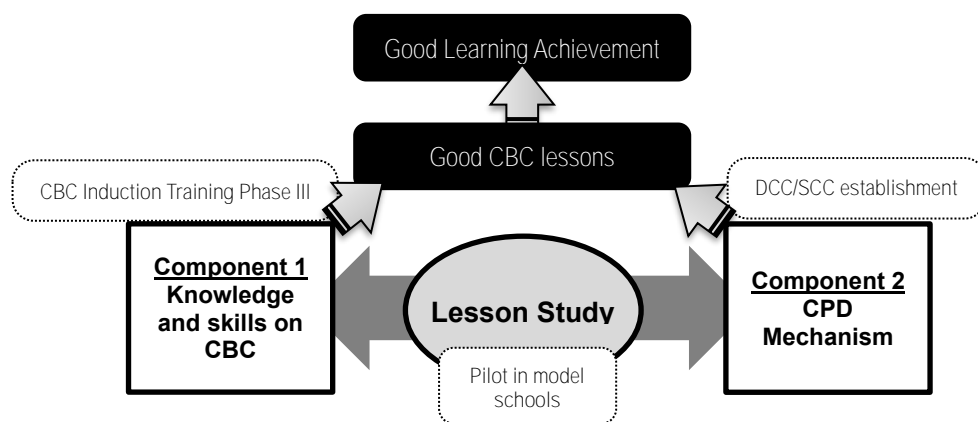 Good Learning Achievement
Good CBC lessons
CBC Induction Training Phase III
DCC/SCC establishment
Component 1
Knowledge
and skills on
CBC
Lesson Study
Component 2
CPD
Mechanism
Pilot in model
schools